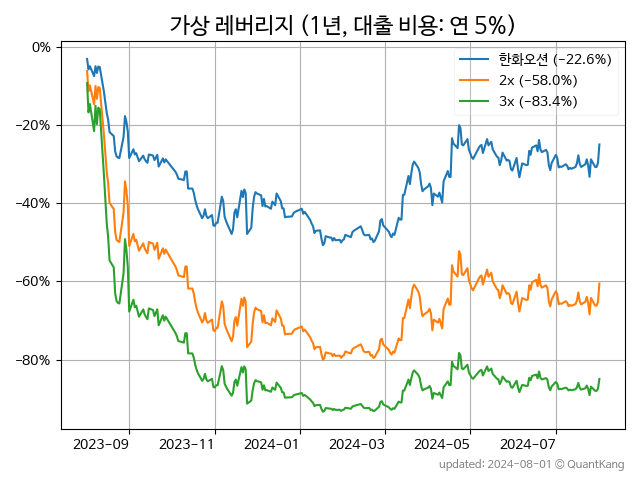 가상 레버리지 (1년, 대출 비용: 연 5%)
한화오션 (−22.6%)
2x (−58.0%)
3x (−83.4%)
0%
−20%
−40%
−60%
−80%
2023−09 2023−11 2024−01 2024−03 2024−05 2024−07
updated: 2024-08-01 © QuantKang